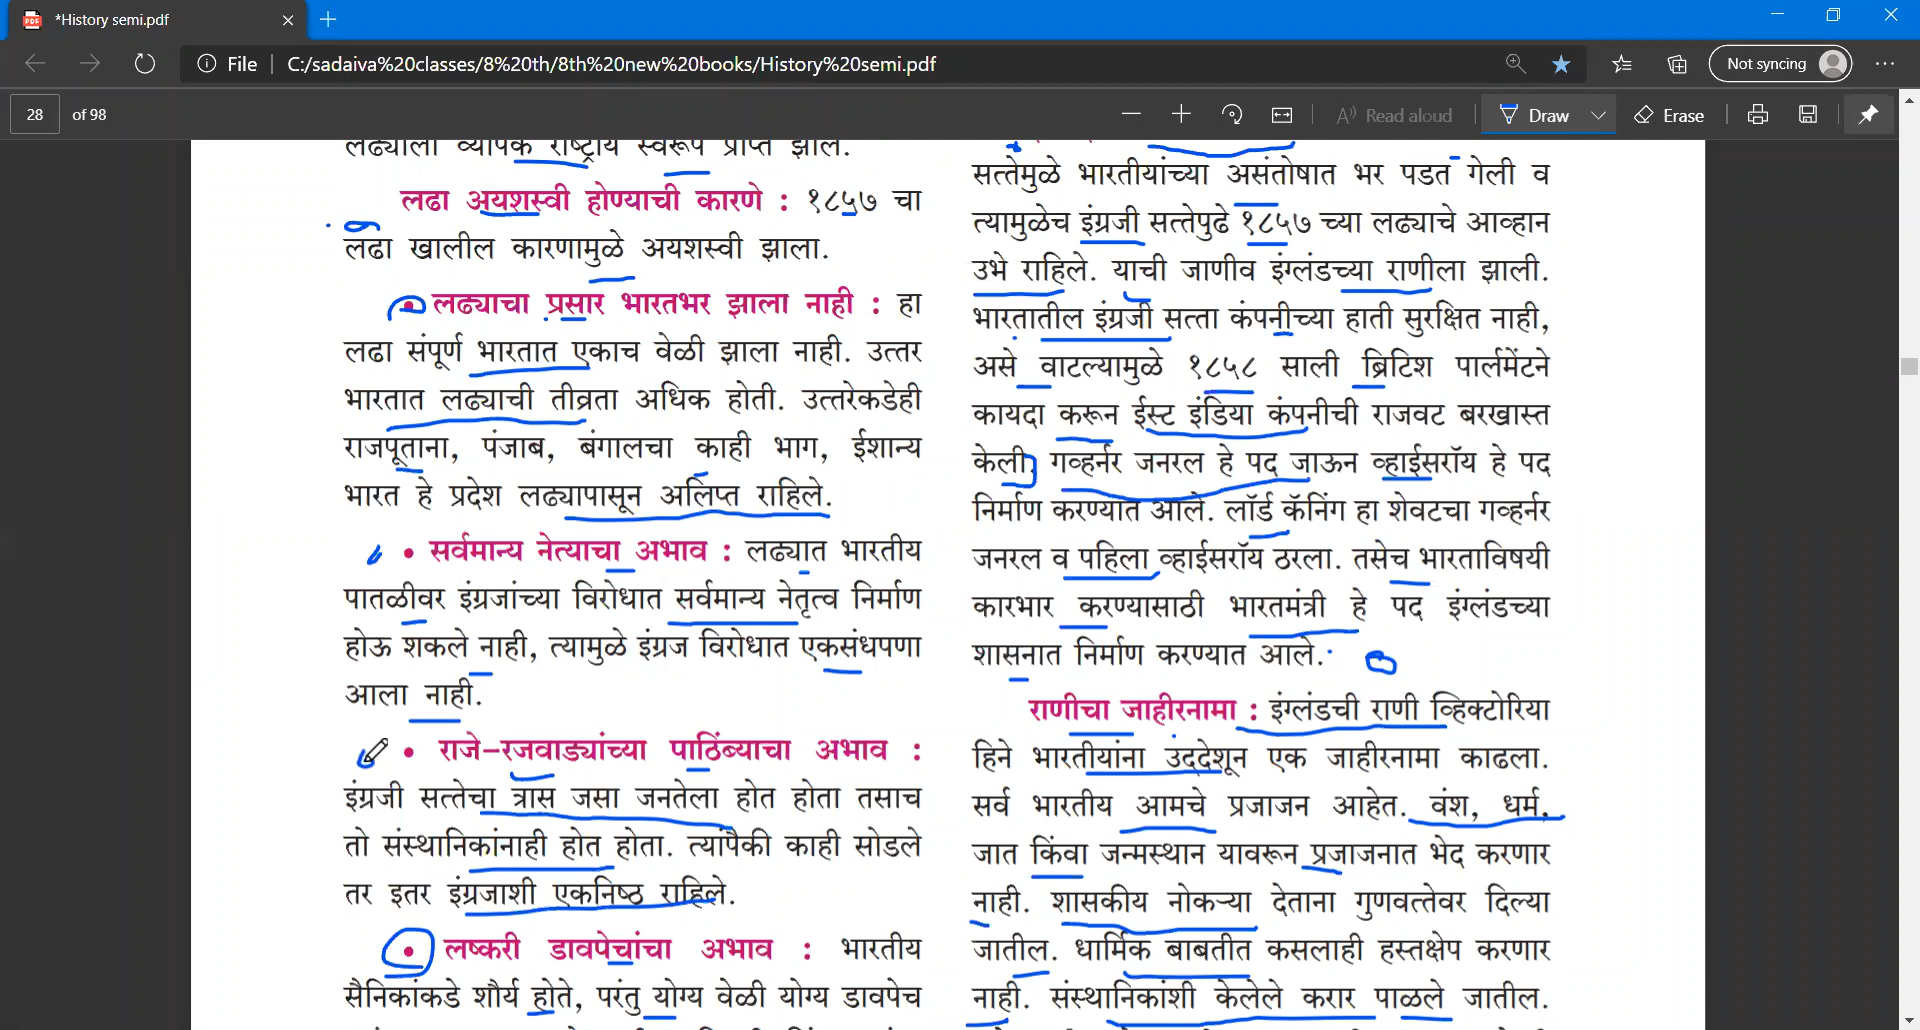 *History semi.pdf
File
C:/sadaiva%20classes/8%20th/8th%20new%20books/History%20semi.pdf
Not syncing
28 of 98
Read aloud
Draw
Erase
लढ्याला व्यापक राष्ट्रीय स्वरूप प्राप्त झाले.
लढा अयशस्वी होण्याची कारणे : १८५७ चा
लढा खालील कारणामुळे अयशस्वी झाला.
• लढ्याचा प्रसार भारतभर झाला नाही : हा
लढा संपूर्ण भारतात एकाच वेळी झाला नाही. उत्तर
भारतात लढ्याची तीव्रता अधिक होती. उत्तरेकडेही
राजपूताना, पंजाब, बंगालचा काही भाग, ईशान्य
भारत हे प्रदेश लढ्यापासून अलिप्त राहिले.
• सर्वमान्य नेत्याचा अभाव : लढ्यात भारतीय
पातळीवर इंग्रजांच्या विरोधात सर्वमान्य नेतृत्व निर्माण
होऊ शकले नाही, त्यामुळे इंग्रज विरोधात एकसंधपणा
आला नाही.
• राजे-रजवाड्यांच्या पाठिंब्याचा अभाव :
इंग्रजी सत्तेचा त्रास जसा जनतेला होत होता तसाच
तो संस्थानिकांनाही होत होता. त्यांपैकी काही सोडले
तर इतर इंग्रजाशी एकनिष्ठ राहिले.
• लष्करी डावपेचांचा अभाव : भारतीय
सैनिकांकडे शौर्य होते, परंतु योग्य वेळी योग्य डावपेच
सत्तेमुळे भारतीयांच्या असंतोषात भर पडत गेली व
त्यामुळेच इंग्रजी सत्तेपुढे १८५७ च्या लढ्याचे आव्हान
उभे राहिले. याची जाणीव इंग्लंडच्या राणीला झाली.
भारतातील इंग्रजी सत्ता कंपनीच्या हाती सुरक्षित नाही,
असे वाटल्यामुळे १८५८ साली ब्रिटिश पार्लमेंटने
कायदा करून ईस्ट इंडिया कंपनीची राजवट बरखास्त
केली. गव्हर्नर जनरल हे पद जाऊन व्हाईसरॉय हे पद
निर्माण करण्यात आले. लॉर्ड कॅनिंग हा शेवटचा गव्हर्नर
जनरल व पहिला व्हाईसरॉय ठरला. तसेच भारताविषयी
कारभार करण्यासाठी भारतमंत्री हे पद इंग्लंडच्या
शासनात निर्माण करण्यात आले.
राणीचा जाहीरनामा : इंग्लंडची राणी व्हिक्टोरिया
हिने भारतीयांना उद्देशून एक जाहीरनामा काढला.
सर्व भारतीय आमचे प्रजाजन आहेत. वंश, धर्म,
जात किंवा जन्मस्थान यावरून प्रजाजनात भेद करणार
नाही. शासकीय नोकऱ्या देताना गुणवत्तेवर दिल्या
जातील. धार्मिक बाबतीत कसलाही हस्तक्षेप करणार
नाही. संस्थानिकांशी केलेले करार पाळले जातील.